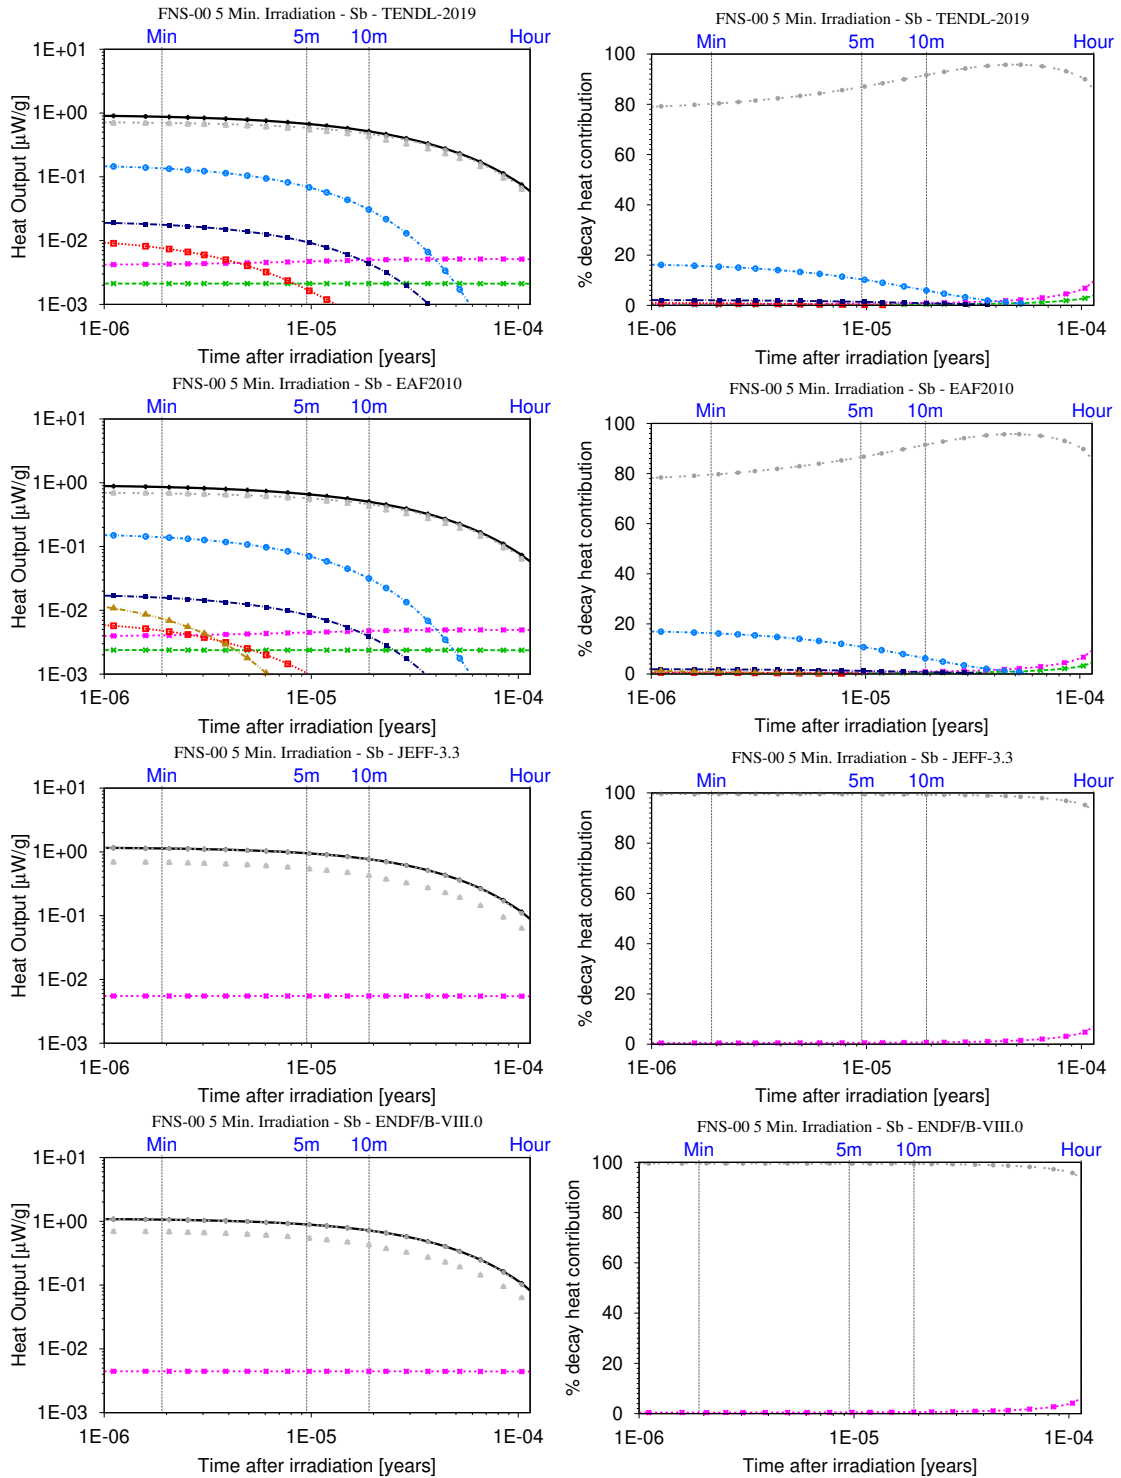 FNS-00 5 Min. Irradiation - Sb - TENDL-2019
Min 5m 10m Hour
1E+01
1E+00
1E-01
1E-02
1E-03
Heat Output [µW/g]
1E-06 1E-05 1E-04
Time after irradiation [years]
FNS-00 5 Min. Irradiation - Sb - TENDL-2019
Min 5m 10m Hour
100
80
60
40
20
0
% decay heat contribution
1E-06 1E-05 1E-04
Time after irradiation [years]
FNS-00 5 Min. Irradiation - Sb - EAF2010
Min 5m 10m Hour
1E+01
1E+00
1E-01
1E-02
1E-03
Heat Output [µW/g]
1E-06 1E-05 1E-04
Time after irradiation [years]
FNS-00 5 Min. Irradiation - Sb - EAF2010
Min 5m 10m Hour
100
80
60
40
20
0
% decay heat contribution
1E-06 1E-05 1E-04
Time after irradiation [years]
FNS-00 5 Min. Irradiation - Sb - JEFF-3.3
Min 5m 10m Hour
1E+01
1E+00
1E-01
1E-02
1E-03
Heat Output [µW/g]
1E-06 1E-05 1E-04
Time after irradiation [years]
FNS-00 5 Min. Irradiation - Sb - JEFF-3.3
Min 5m 10m Hour
100
80
60
40
20
0
% decay heat contribution
1E-06 1E-05 1E-04
Time after irradiation [years]
FNS-00 5 Min. Irradiation - Sb - ENDF/B-VIII.0
Min 5m 10m Hour
1E+01
1E+00
1E-01
1E-02
1E-03
Heat Output [µW/g]
1E-06 1E-05 1E-04
Time after irradiation [years]
FNS-00 5 Min. Irradiation - Sb - ENDF/B-VIII.0
Min 5m 10m Hour
100
80
60
40
20
0
% decay heat contribution
1E-06 1E-05 1E-04
Time after irradiation [years]